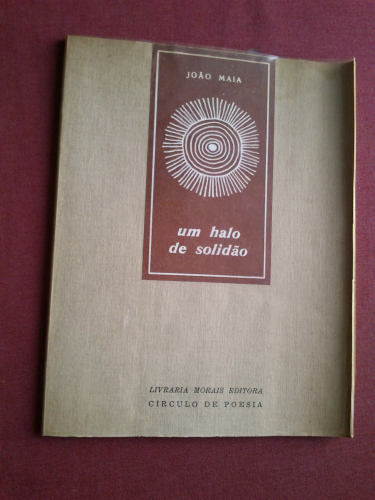 JOÃO MAIA
um halo
de solidão
LIVRARIA MORAIS EDITORA
CIRCULO DE POESIA